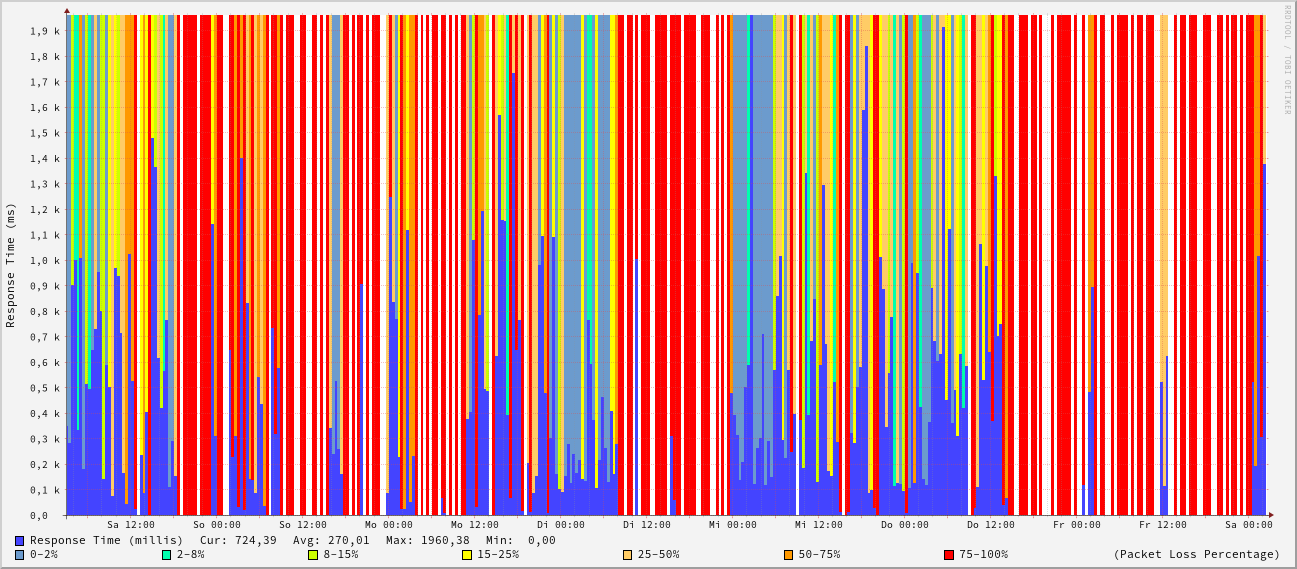 RRDTOOL / TOBI OETIKER
Response Time (ms)
1,9 k
1,8 k
1,7 k
1,6 k
1,5 k
1,4 k
1,3 k
1,2 k
1,1 k
1,0 k
0,9 k
0,8 k
0,7 k
0,6 k
0,5 k
0,4 k
0,3 k
0,2 k
0,1 k
0,0
Sa 12:00 So 00:00 So 12:00 Mo 00:00 Mo 12:00 Di 00:00 Di 12:00 Mi 00:00 Mi 12:00 Do 00:00 Do 12:00 Fr 00:00 Fr 12:00 Sa 00:00
Response Time (millis) Cur: 724,39 Avg: 270,01 Max: 1960,38 Min: 0,00
0-2% 2-8% 8-15% 15-25% 25-50% 50-75% 75-100% (Packet Loss Percentage)